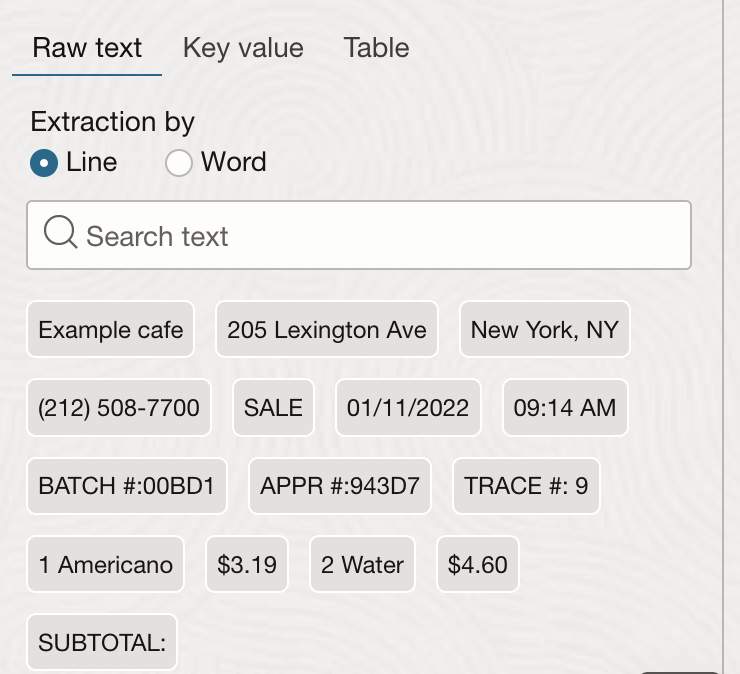 Raw text Key value Table
Extraction by
Line Word
Search text
Example cafe 205 Lexington Ave New York, NY
(212) 508-7700 SALE 01/11/2022 09:14 AM
BATCH #:00BD1 APPR #:943D7 TRACE #: 9
1 Americano $3.19 2 Water $4.60
SUBTOTAL: